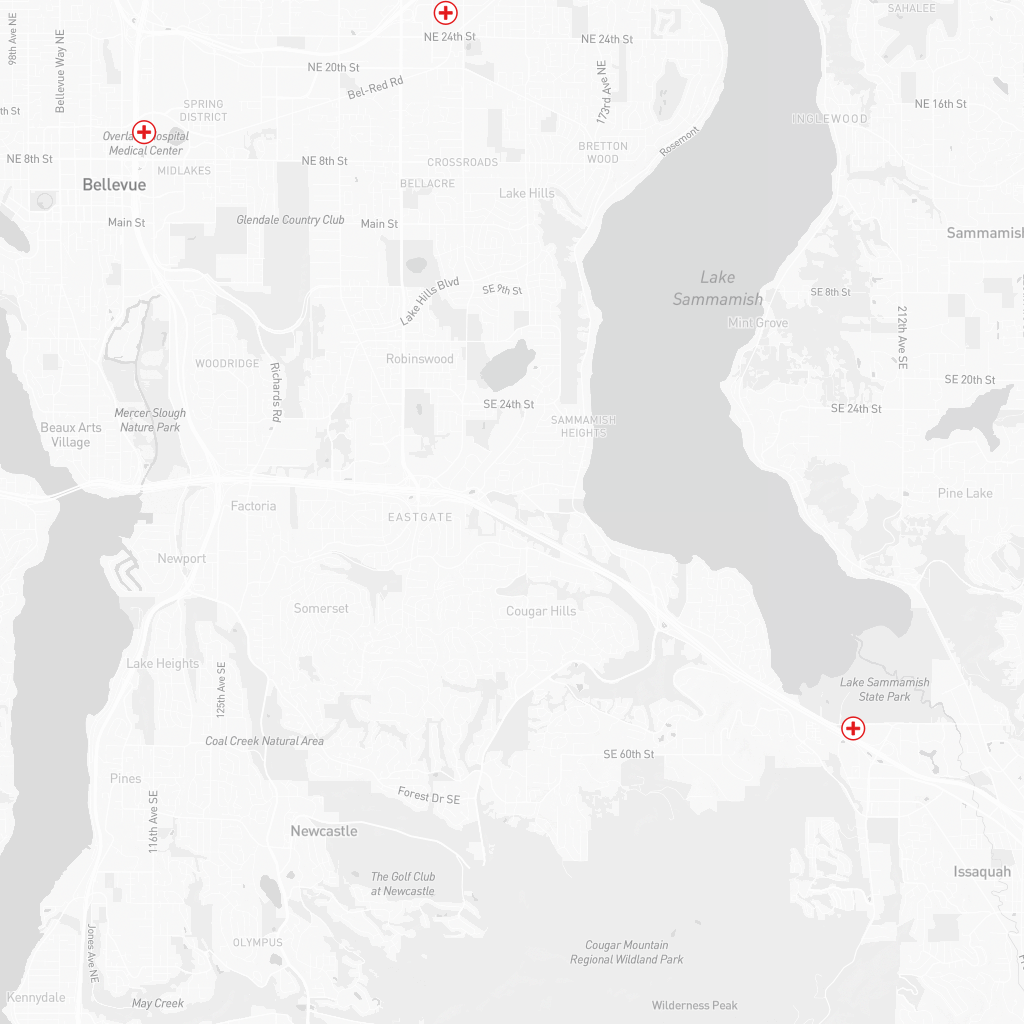 SAHALEE
98th Ave NE
Bellevue Way NE
NE 24th St
NE 24th St
NE 20th St
Bel-Red Rd
173rd Ave NE
NE 16th St
SPRING
DISTRICT
th St
INGLEWOOD
Rosemont
Medical Center
BRETTON
WOOD
NE 8th St
NE 8th St
CROSSROADS
MIDLAKES
Bellevue
BELLACRE
Lake Hills
Main St
Glendale Country Club
Main St
Lake
Sammamish
Lake Hills Blvd
SE 9th St
SE 8th St
Mint Grove
212th Ave SE
WOODRIDGE
Richards Rd
Robinswood
SE 20th St
SE 24th St
SE 24th St
Mercer Slough
Nature Park
Beaux Arts
Village
SAMMAMISH
HEIGHTS
Pine Lake
Factoria
EASTGATE
Newport
Somerset
Cougar Hills
Lake Heights
125th Ave SE
Lake Sammamish
State Park
Coal Creek Natural Area
SE 60th St
Pines
116th Ave SE
Forest Dr SE
Newcastle
The Golf Club
at Newcastle
Issaquah
Jones Ave NE
OLYMPUS
Cougar Mountain
Regional Wildland Park
Kennydale
May Creek
Wilderness Peak